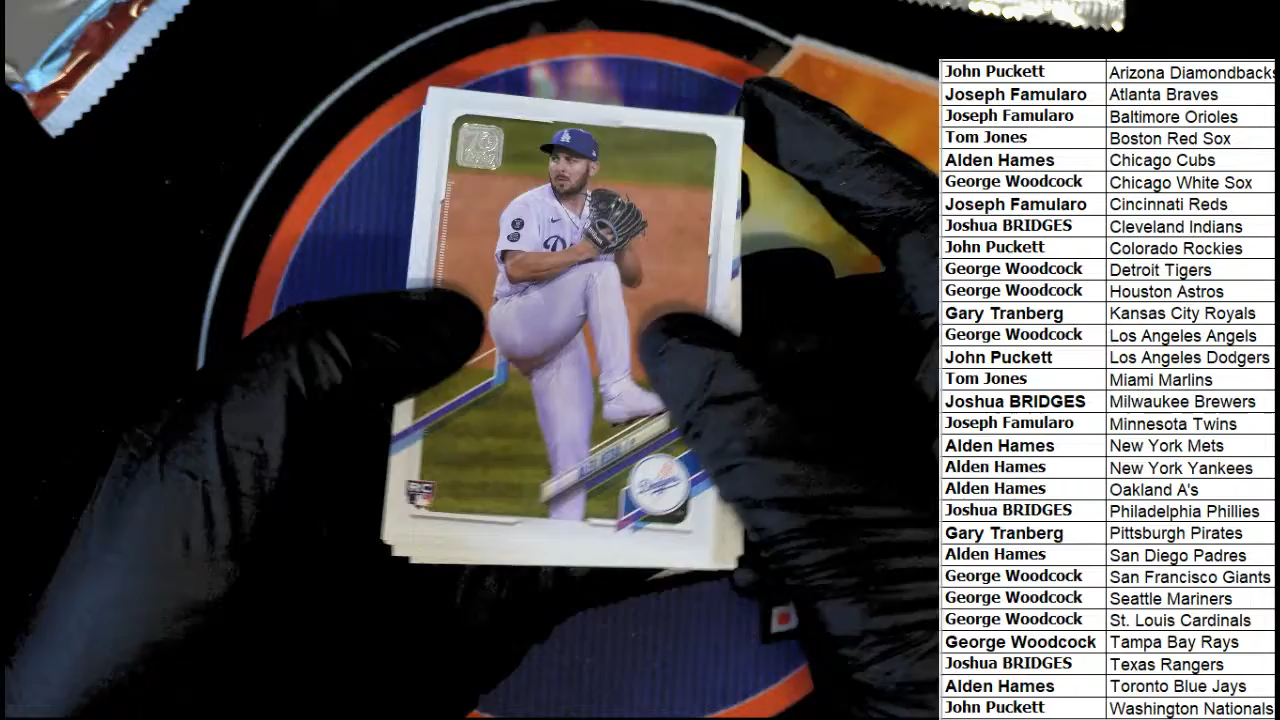 John Puckett Arizona Diamondbacks
Joseph Famularo Atlanta Braves
Joseph Famularo Baltimore Orioles
Tom Jones Boston Red Sox
Alden Hames Chicago Cubs
George Woodcock Chicago White Sox
Joseph Famularo Cincinnati Reds
Joshua BRIDGES Cleveland Indians
John Puckett Colorado Rockies
George Woodcock Detroit Tigers
George Woodcock Houston Astros
Gary Tranberg Kansas City Royals
George Woodcock Los Angeles Angels
John Puckett Los Angeles Dodgers
Tom Jones Miami Marlins
Joshua BRIDGES Milwaukee Brewers
Joseph Famularo Minnesota Twins
Alden Hames New York Mets
Alden Hames New York Yankees
Alden Hames Oakland A's
Joshua BRIDGES Philadelphia Phillies
Gary Tranberg Pittsburgh Pirates
Alden Hames San Diego Padres
George Woodcock San Francisco Giants
George Woodcock Seattle Mariners
George Woodcock St. Louis Cardinals
George Woodcock Tampa Bay Rays
Joshua BRIDGES Texas Rangers
Alden Hames Toronto Blue Jays
John Puckett Washington Nationals
70
LA
Dodgers
RC